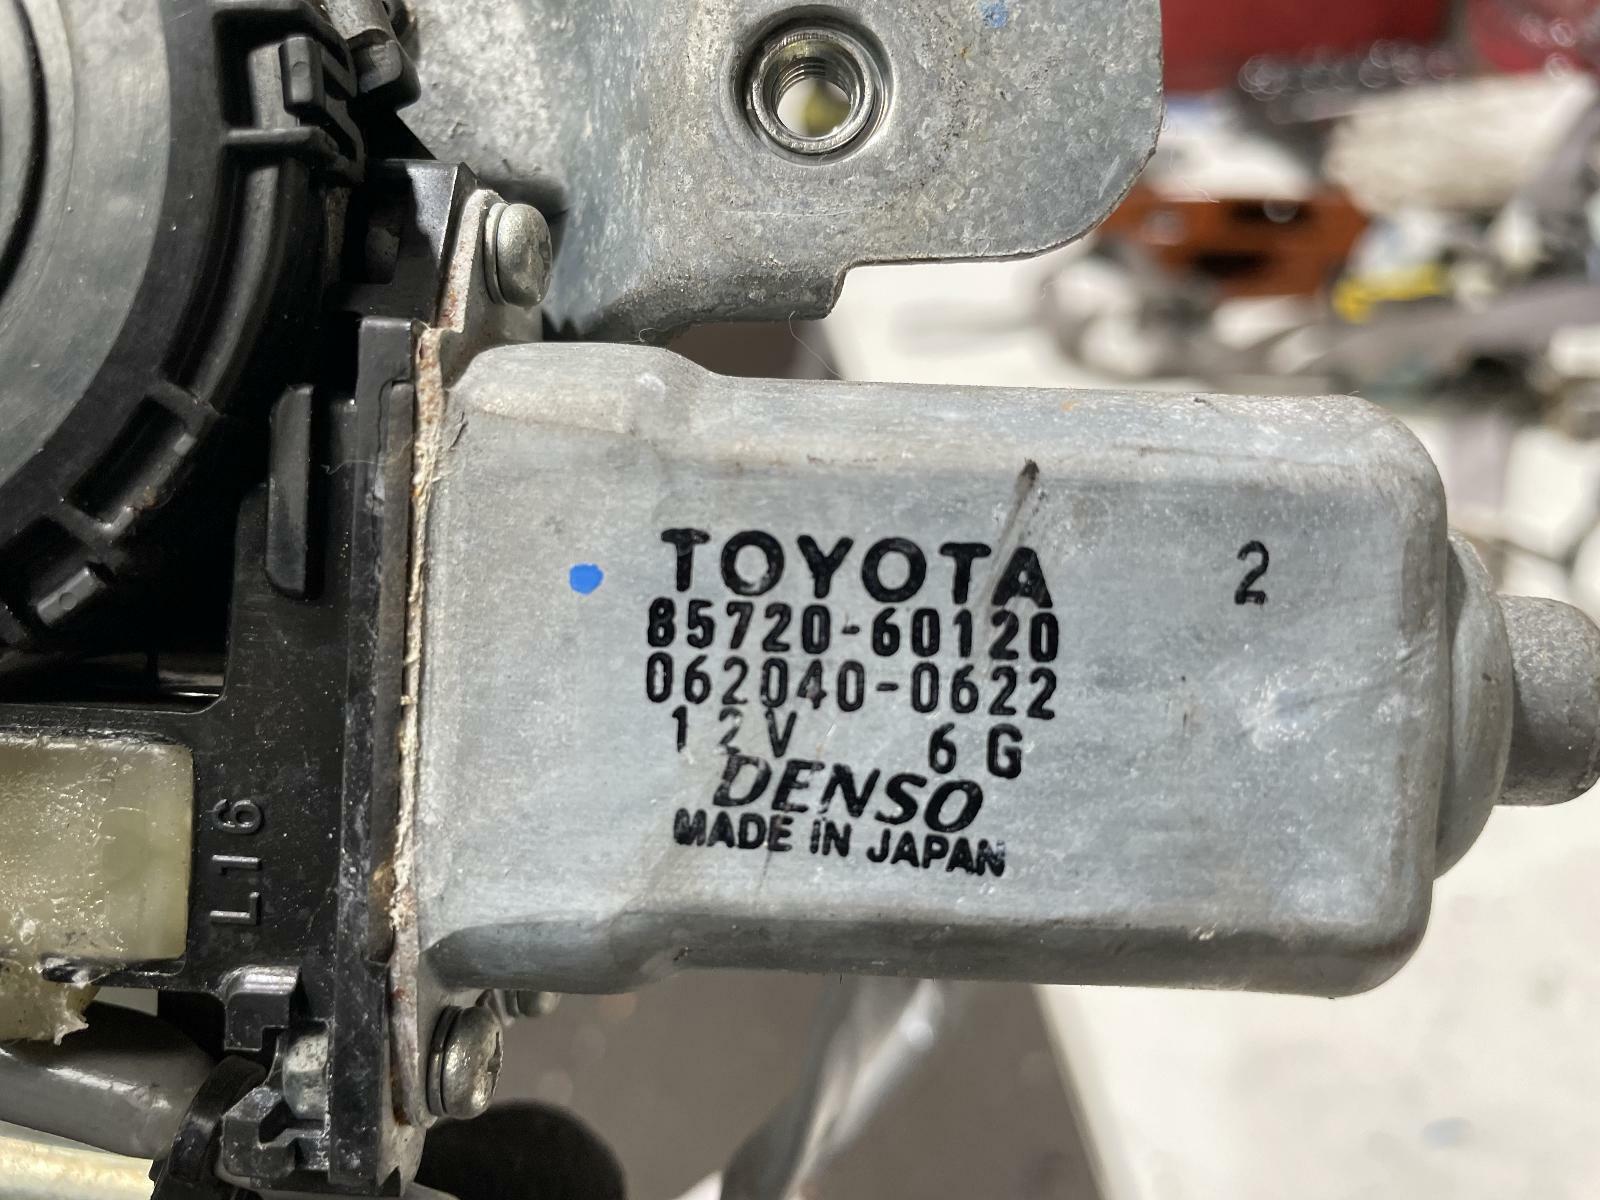 TOYOTA
2
85720-60120
062040-0622
12V 6G
DENSO
MADE IN JAPAN
L16